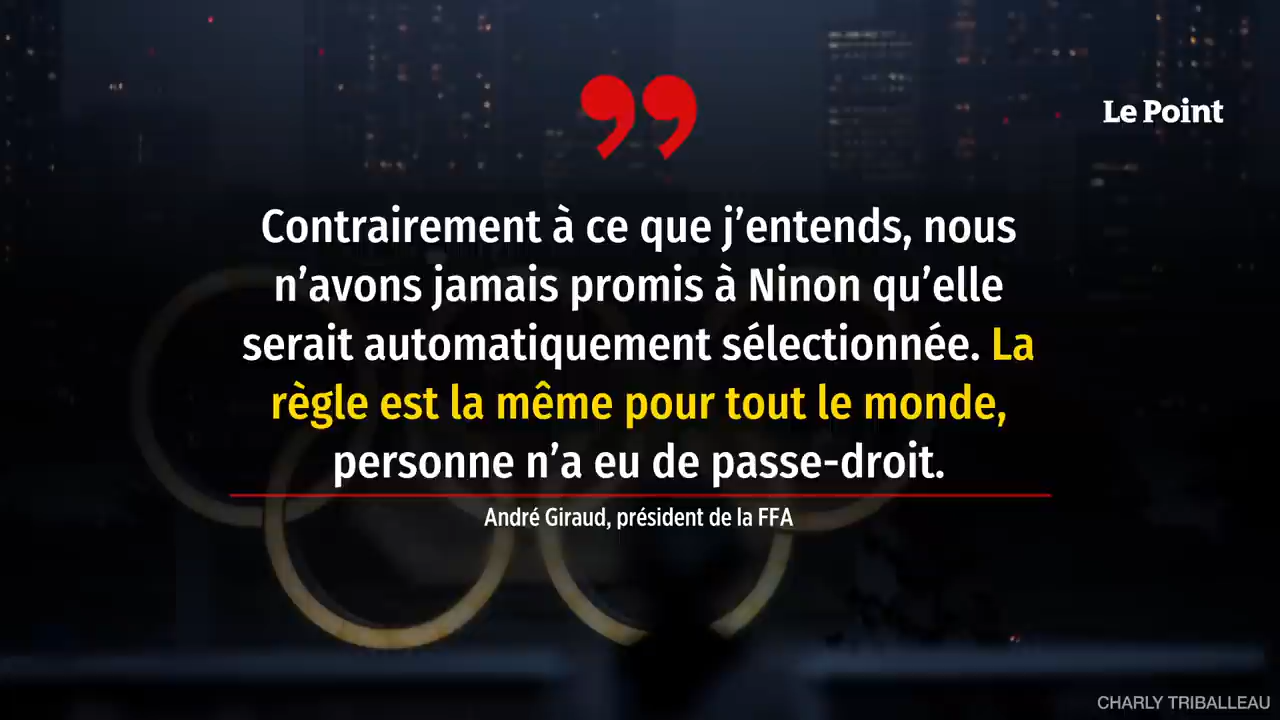 Le Point
Contrairement à ce que j’entends, nous
n’avons jamais promis à Ninon qu’elle
serait automatiquement sélectionnée. La
règle est la même pour tout le monde,
personne n’a eu de passe-droit.
André Giraud, président de la FFA
CHARLY TRIBALLEAU